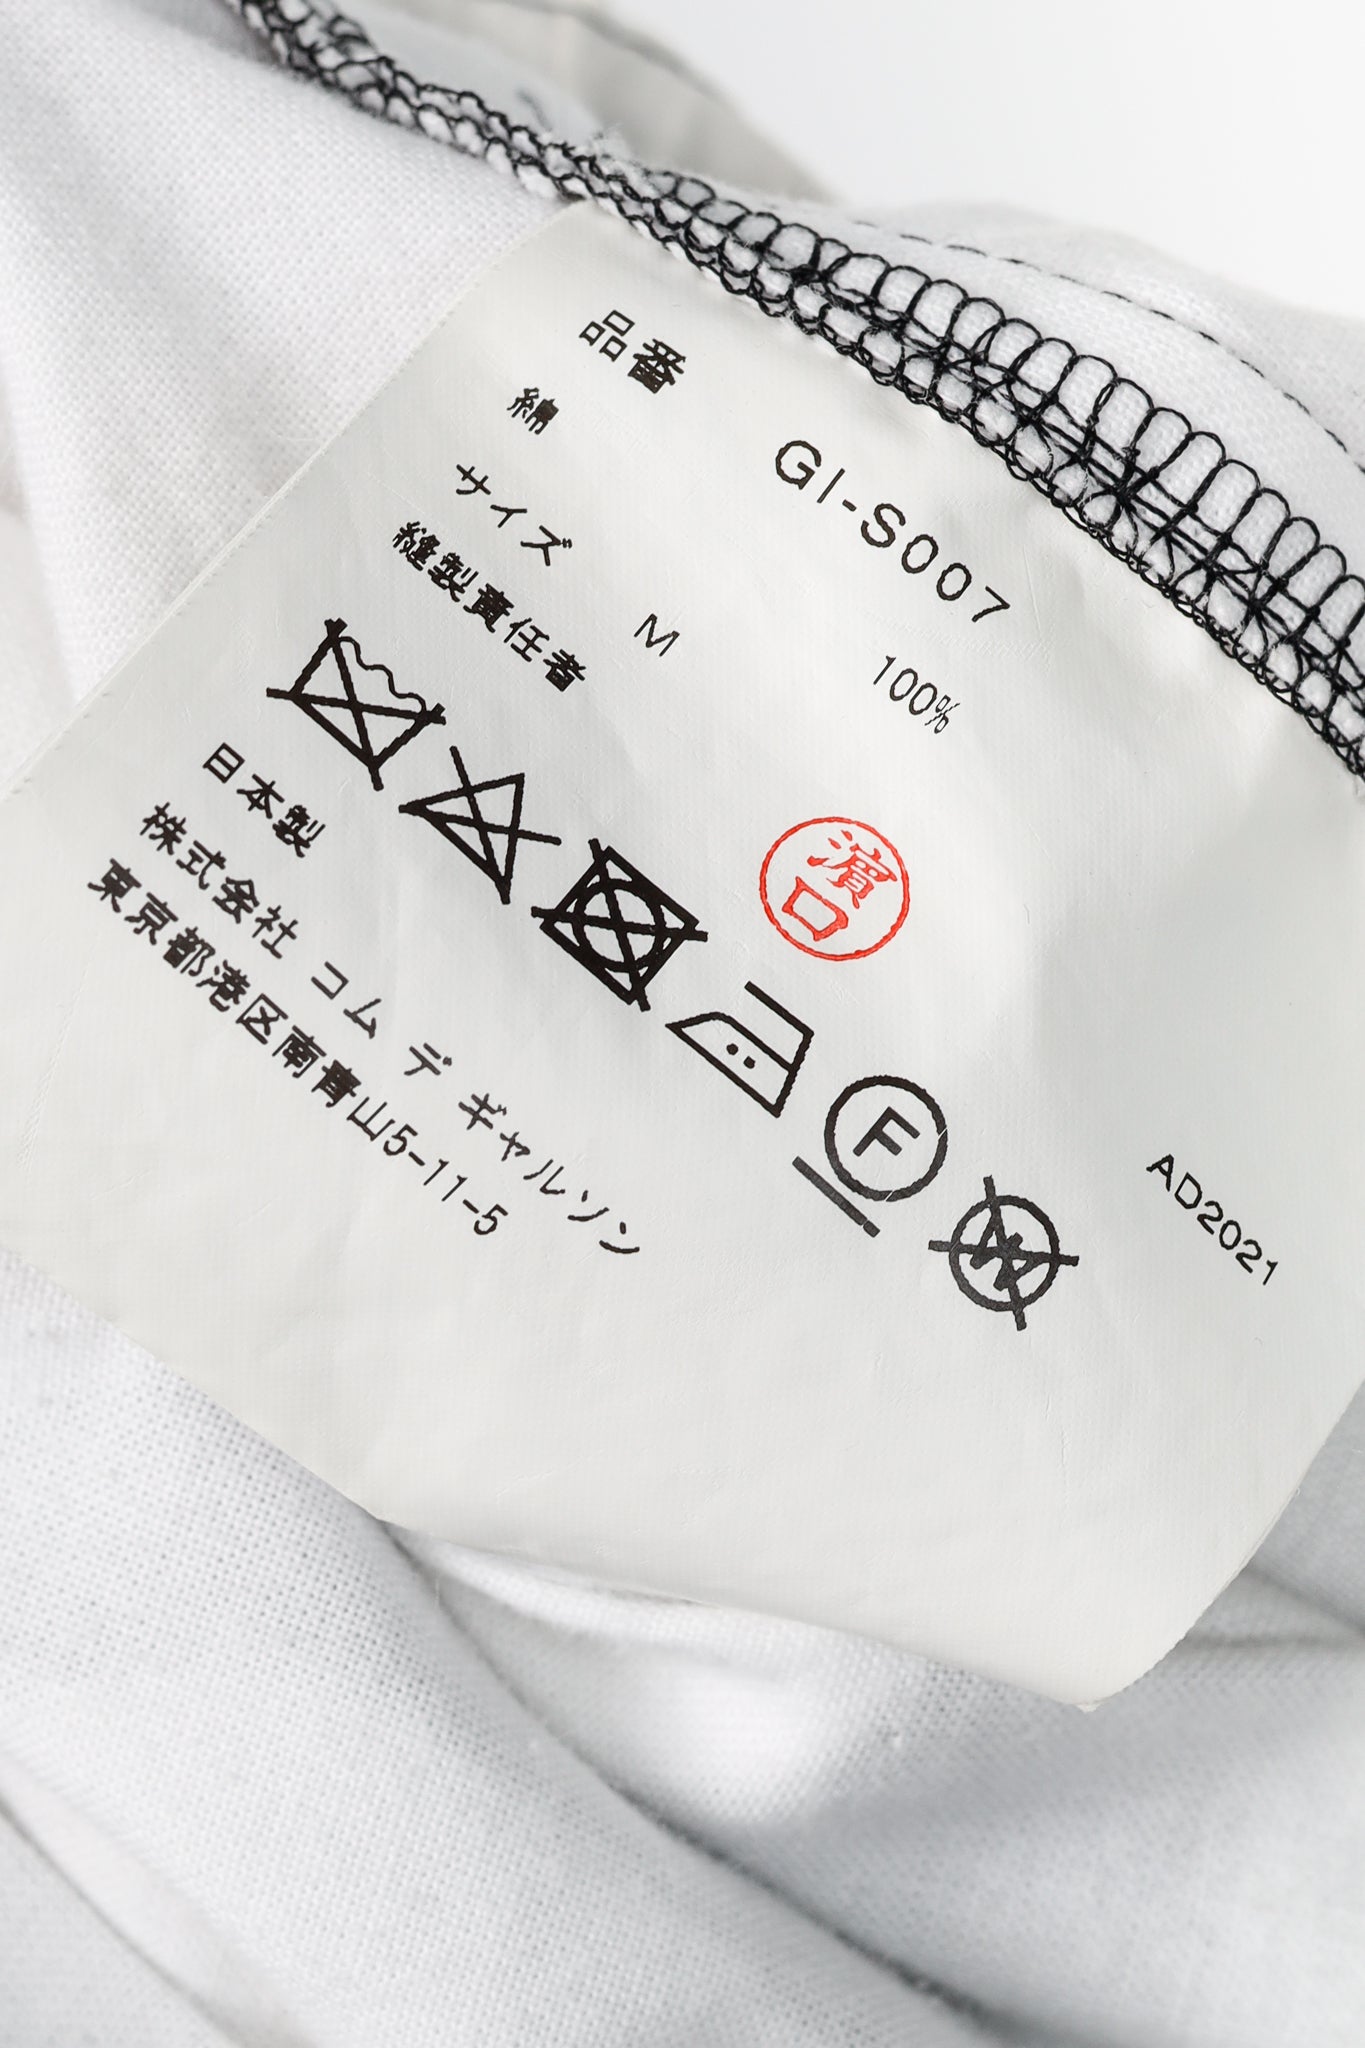 品番 GI-S007
綿 100%
サイズ M
縫製責任者 濱口
F
W
日本製 AD2021
株式会社 コム デ ギャルソン
東京都港区南青山5-11-5